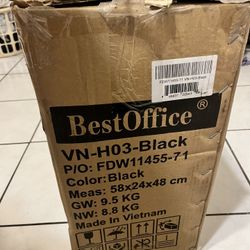 BestOffice®
VN-H03-Black
P/O: FDW11455-71
Color: Black
Meas: 58x24x48 cm
GW: 9.5 KG
NW: 8.8 KG
Made in Vietnam